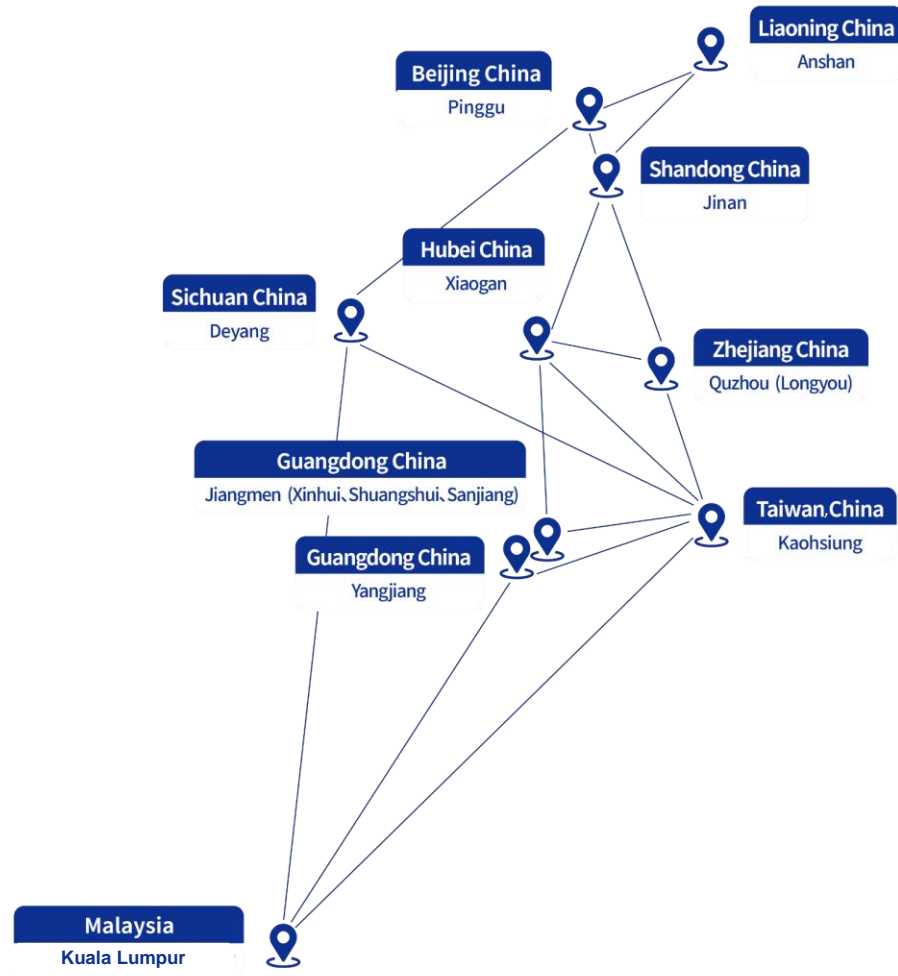 Liaoning China
Anshan
Beijing China
Pinggu
Shandong China
Jinan
Hubei China
Xiaogan
Sichuan China
Deyang
Zhejiang China
Quzhou (Longyou)
Guangdong China
Jiangmen (Xinhui、Shuangshui、Sanjiang)
Taiwan,China
Kaohsiung
Guangdong China
Yangjiang
Malaysia
Kuala Lumpur